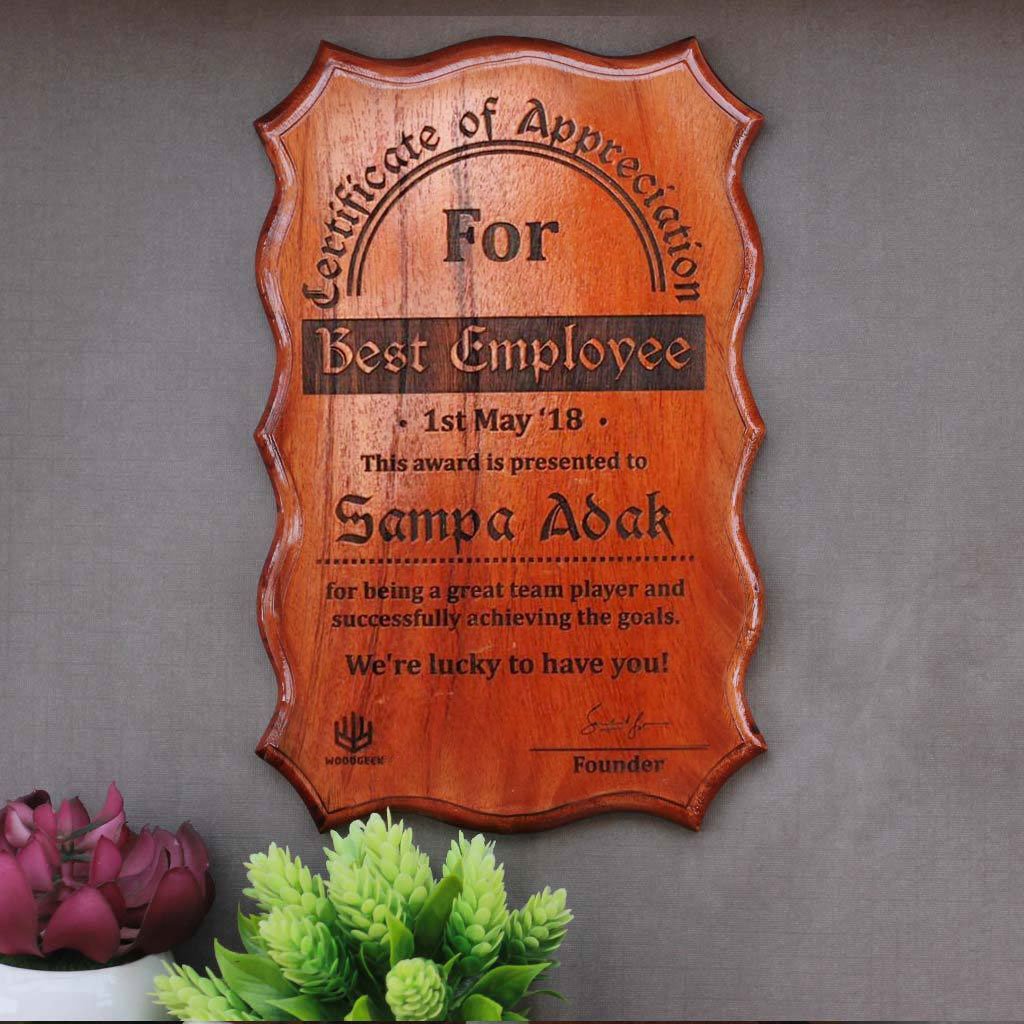 Certificate of Appreciation
For
Best Employee
· 1st May ‘18 ·
This award is presented to
Sampa Adak
for being a great team player and
successfully achieving the goals.
We're lucky to have you!
WOODGEEK
Founder